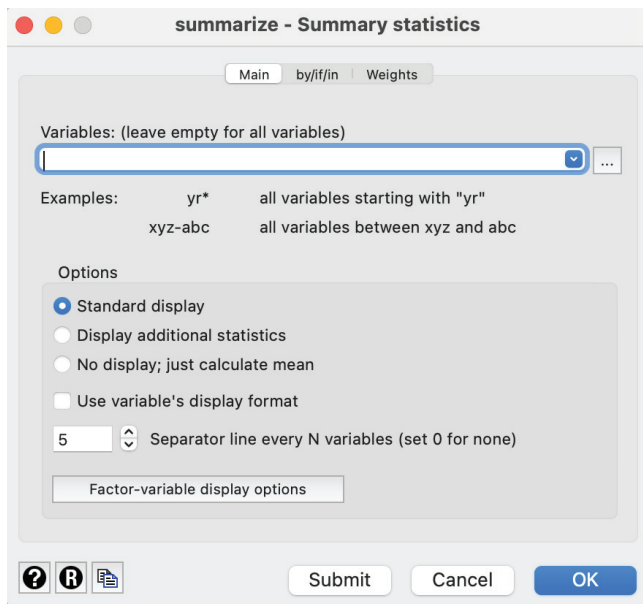 summarize - Summary statistics
Main by/if/in Weights
Variables: (leave empty for all variables)
...
Examples: yr* all variables starting with "yr"
xyz-abc all variables between xyz and abc
Options
Standard display
Display additional statistics
No display; just calculate mean
Use variable's display format
5 Separator line every N variables (set 0 for none)
Factor-variable display options
? R Submit Cancel OK